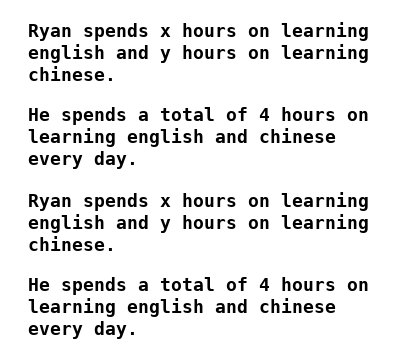 Ryan spends x hours on learning
english and y hours on learning
chinese.
He spends a total of 4 hours on
learning english and chinese
every day.
Ryan spends x hours on learning
english and y hours on learning
chinese.
He spends a total of 4 hours on
learning english and chinese
every day.